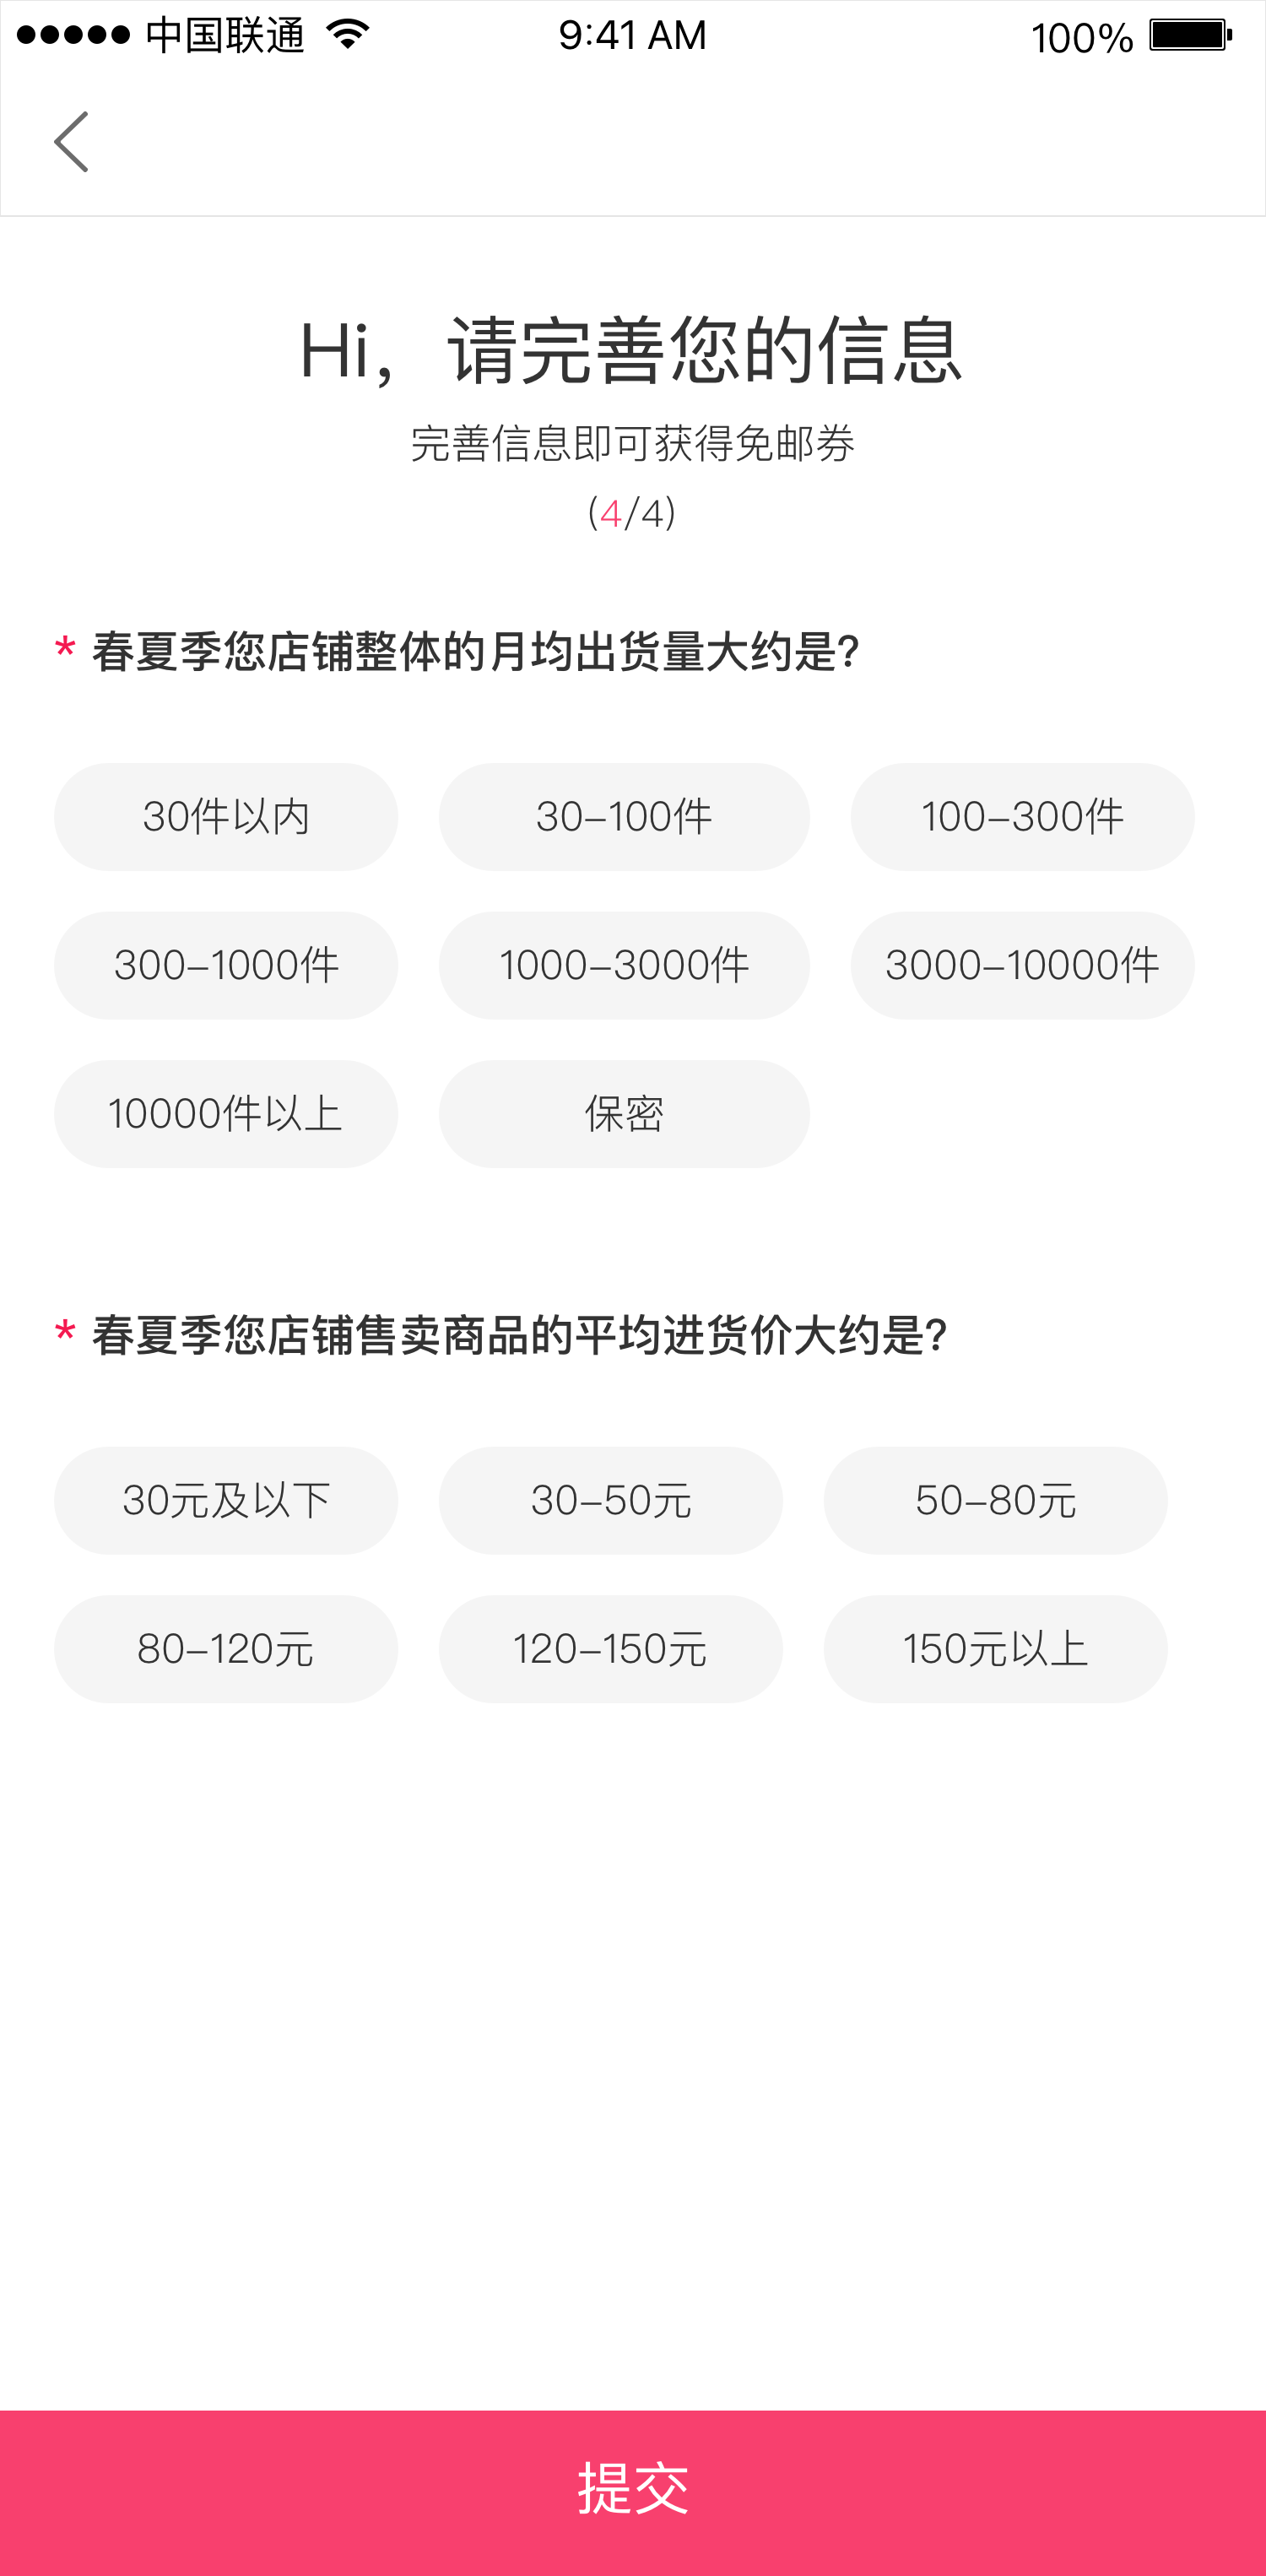 中国联通 9:41 AM 100%
Hi，请完善您的信息
完善信息即可获得免邮券
(4/4)
* 春夏季您店铺整体的月均出货量大约是?
30件以内 30-100件 100-300件
300-1000件 1000-3000件 3000-10000件
10000件以上 保密
* 春夏季您店铺售卖商品的平均进货价大约是?
30元及以下 30-50元 50-80元
80-120元 120-150元 150元以上
提交